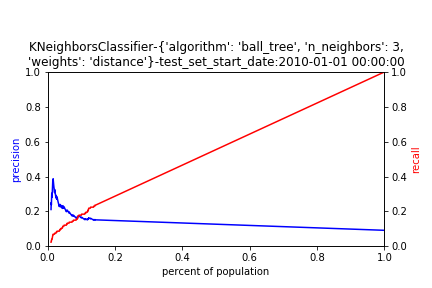 KNeighborsClassifier-{'algorithm': 'ball_tree', 'n_neighbors': 3,
'weights': 'distance'}-test_set_start_date:2010-01-01 00:00:00
1.0
0.8
0.6
0.4
0.2
0.0
precision
1.0
0.8
0.6
0.4
0.2
0.0
recall
0.0 0.2 0.4 0.6 0.8 1.0
percent of population